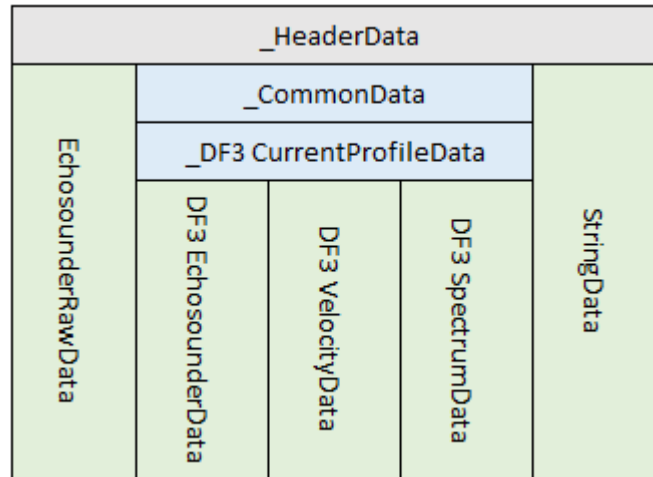 _HeaderData
_CommonData
_DF3 CurrentProfileData
EchosounderRawData
DF3 EchosounderData
DF3 VelocityData
DF3 SpectrumData
StringData